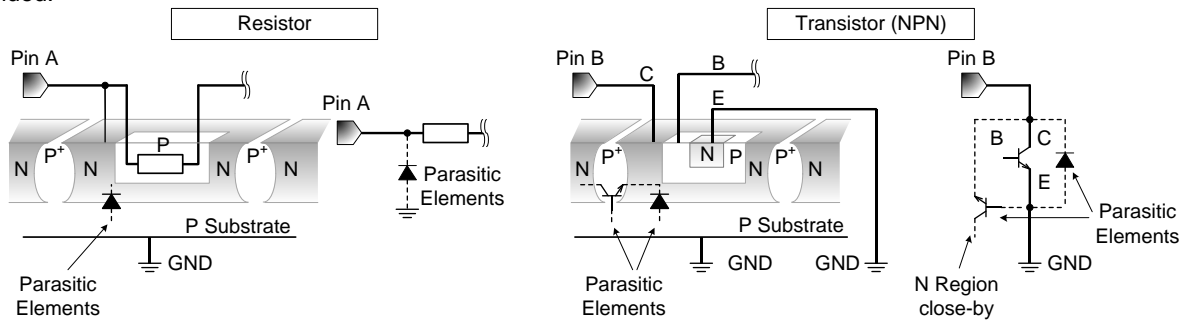 Resistor
Transistor (NPN)
Pin A
Pin A
N
P+
N
P
N
P+
N
Parasitic
Elements
P Substrate
GND
Parasitic
Elements
Pin B
C
B
E
N
P+
N
N
P
N
P+
N
P Substrate
GND
GND
Parasitic
Elements
Pin B
B
C
E
Parasitic
Elements
GND
N Region
close-by